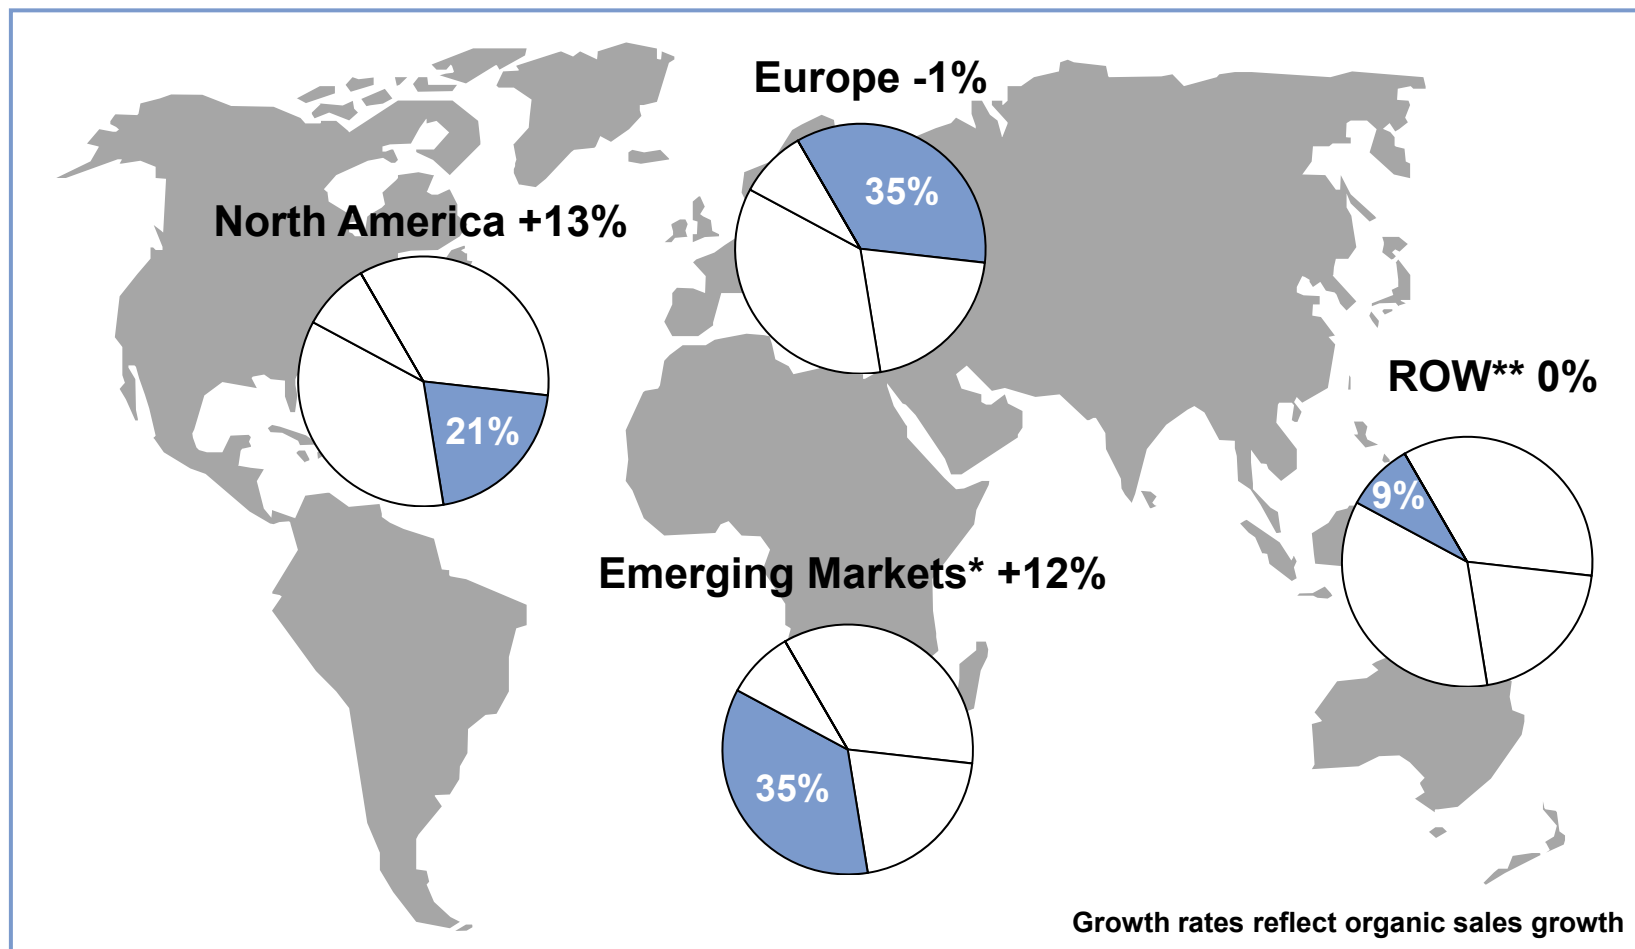 Europe -1%
35%
North America +13%
21%
ROW** 0%
9%
Emerging Markets* +12%
35%
Growth rates reflect organic sales growth